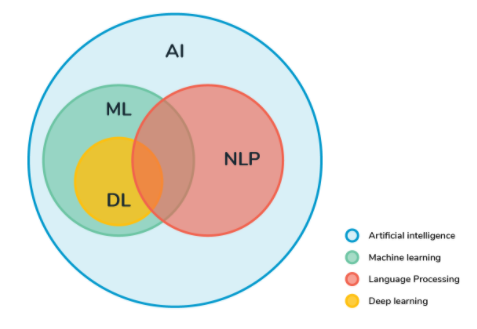 AI
ML
NLP
DL
Artificial intelligence
Machine learning
Language Processing
Deep learning